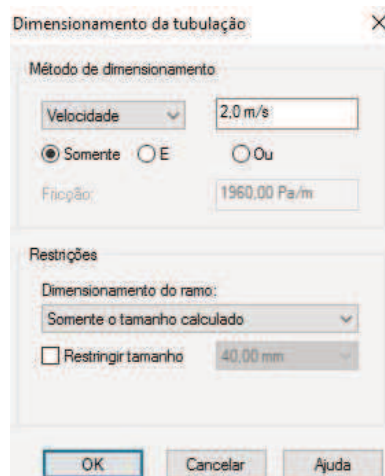 Dimensionamento da tubulação
Método de dimensionamento
Velocidade 2,0 m/s
Somente E Ou
Fricção: 1960,00 Pa/m
Restrições
Dimensionamento do ramo:
Somente o tamanho calculado
Restringir tamanho 40,00 mm
OK Cancelar Ajuda